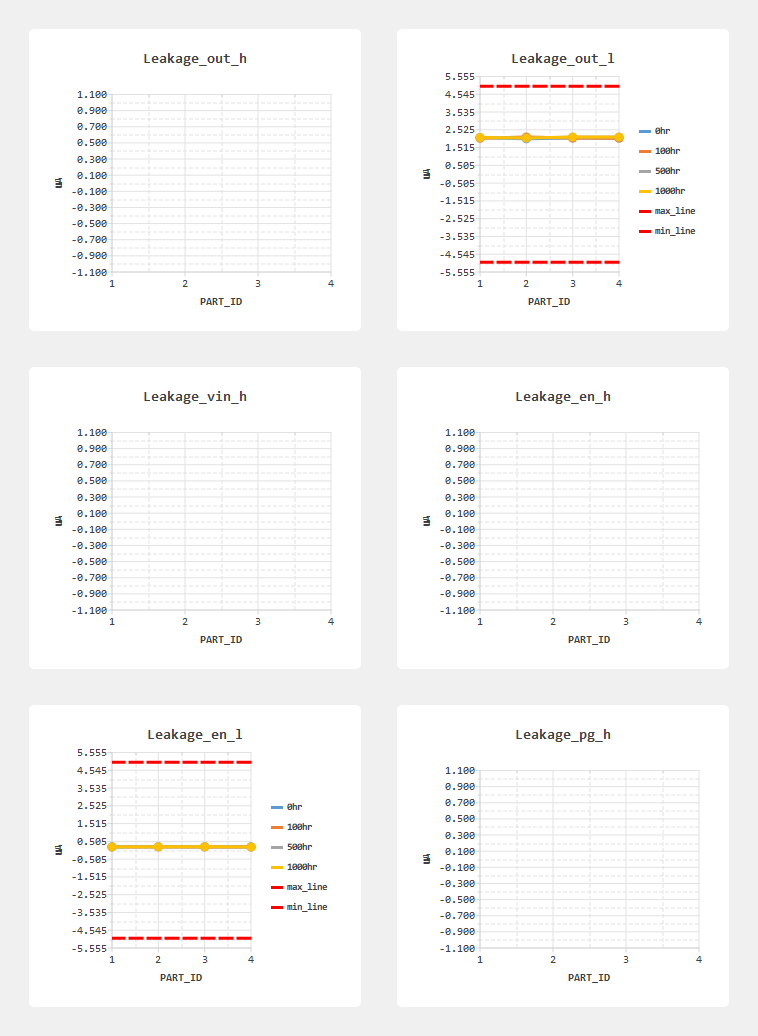 Leakage_out_h
1.100
0.900
0.700
0.500
0.300
0.100
-0.100
-0.300
-0.500
-0.700
-0.900
-1.100
1 2 3 4
PART_ID
Leakage_out_l
5.555
4.545
3.535
2.525
1.515
0.505
-0.505
-1.515
-2.525
-3.535
-4.545
-5.555
1 2 3 4
PART_ID
0hr
100hr
500hr
1000hr
max_line
min_line
Leakage_vin_h
1.100
0.900
0.700
0.500
0.300
0.100
-0.100
-0.300
-0.500
-0.700
-0.900
-1.100
1 2 3 4
PART_ID
Leakage_en_h
1.100
0.900
0.700
0.500
0.300
0.100
-0.100
-0.300
-0.500
-0.700
-0.900
-1.100
1 2 3 4
PART_ID
Leakage_en_l
5.555
4.545
3.535
2.525
1.515
0.505
-0.505
-1.515
-2.525
-3.535
-4.545
-5.555
1 2 3 4
PART_ID
0hr
100hr
500hr
1000hr
max_line
min_line
Leakage_pg_h
1.100
0.900
0.700
0.500
0.300
0.100
-0.100
-0.300
-0.500
-0.700
-0.900
-1.100
1 2 3 4
PART_ID